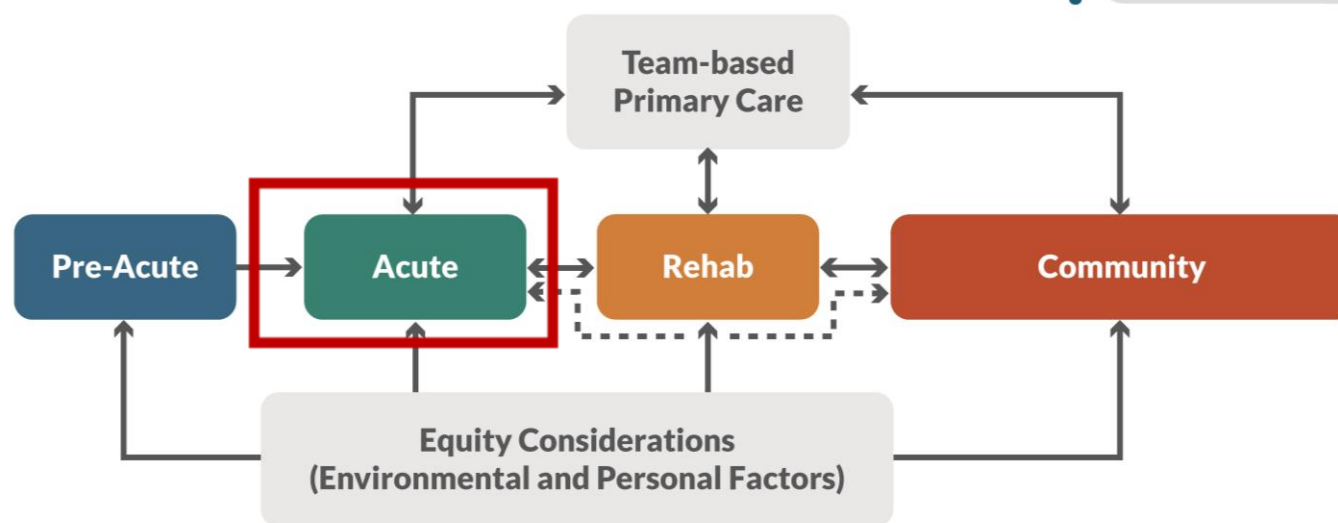 Team-based
Primary Care
Pre-Acute
Acute
Rehab
Community
Equity Considerations
(Environmental and Personal Factors)